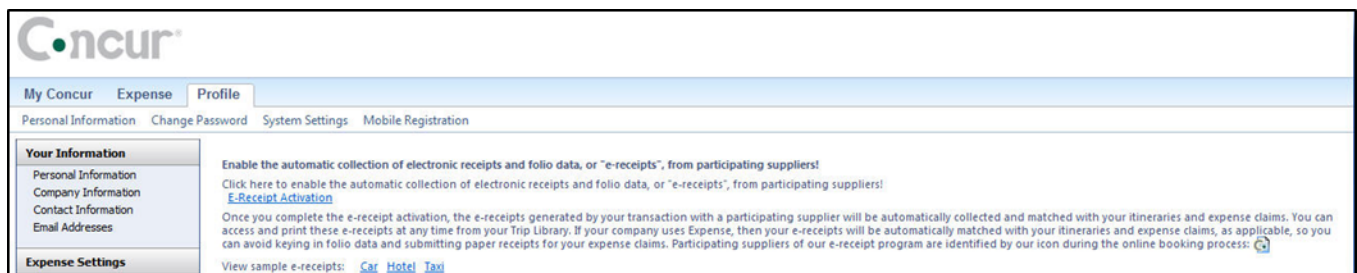 Concur
My Concur Expense Profile
Personal Information Change Password System Settings Mobile Registration
Your Information
Personal Information
Company Information
Contact Information
Email Addresses
Expense Settings
Enable the automatic collection of electronic receipts and folio data, or "e-receipts", from participating suppliers!
Click here to enable the automatic collection of electronic receipts and folio data, or "e-receipts", from participating suppliers!
E-Receipt Activation
Once you complete the e-receipt activation, the e-receipts generated by your transaction with a participating supplier will be automatically collected and matched with your itineraries and expense claims. You can
access and print these e-receipts at any time from your Trip Library. If your company uses Expense, then your e-receipts will be automatically matched with your itineraries and expense claims, as applicable, so you
can avoid keying in folio data and submitting paper receipts for your expense claims. Participating suppliers of our e-receipt program are identified by our icon during the online booking process:
View sample e-receipts: Car Hotel Taxi